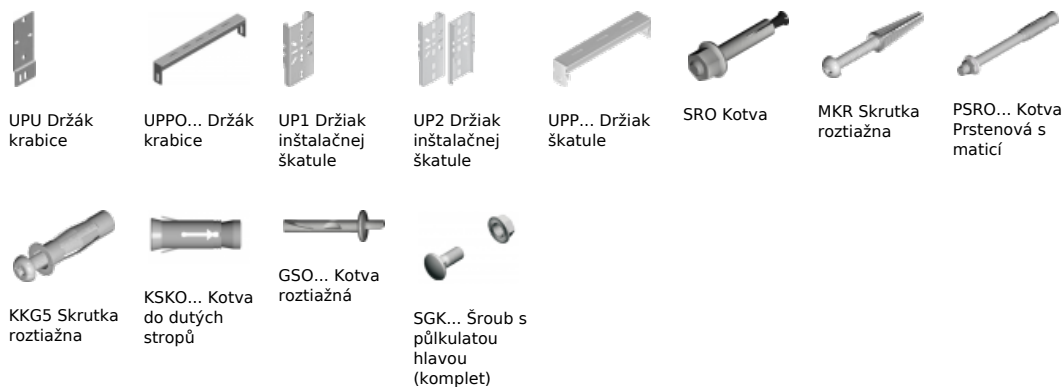 UPU Držák
krabice
UPPO... Držák
krabice
UP1 Držiak
inštalačnej
škatule
UP2 Držiak
inštalačnej
škatule
UPP... Držiak
škatule
SRO Kotva
MKR Skrutka
roztiažna
PSRO... Kotva
Prstenová s
maticí
KKG5 Skrutka
roztiažna
KSKO... Kotva
do dutých
stropů
GSO... Kotva
roztiažná
SGK... Šroub s
půlkulatou
hlavou
(komplet)